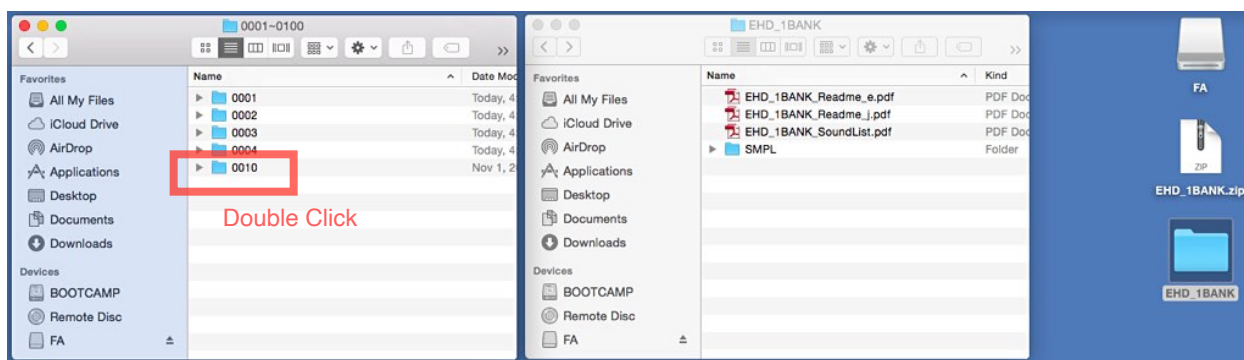 0001~0100
Favorites
All My Files
iCloud Drive
AirDrop
Applications
Desktop
Documents
Downloads
Devices
BOOTCAMP
Remote Disc
FA
Name
Date Mod
0001
Today, 4
0002
Today, 4
0003
Today, 4
0004
Today, 4
0010
Nov 1, 2
Double Click
EHD_1BANK
Favorites
All My Files
iCloud Drive
AirDrop
Applications
Desktop
Documents
Downloads
Devices
BOOTCAMP
Remote Disc
FA
Name
Kind
EHD_1BANK_Readme_e.pdf
PDF Doc
EHD_1BANK_Readme_j.pdf
PDF Doc
EHD_1BANK_SoundList.pdf
PDF Doc
SMPL
Folder
FA
ZIP
EHD_1BANK.zip
EHD_1BANK